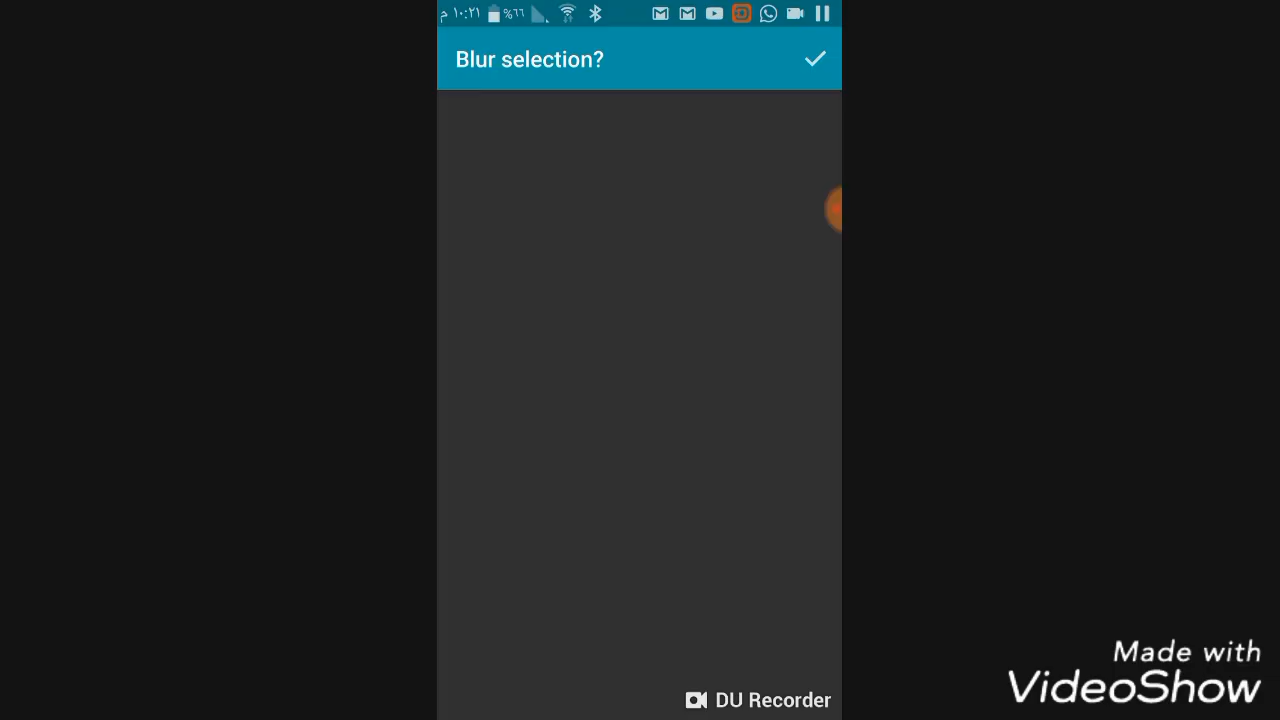 م ١٠:٢١ %٦٦
Blur selection?
DU Recorder
Made with
VideoShow